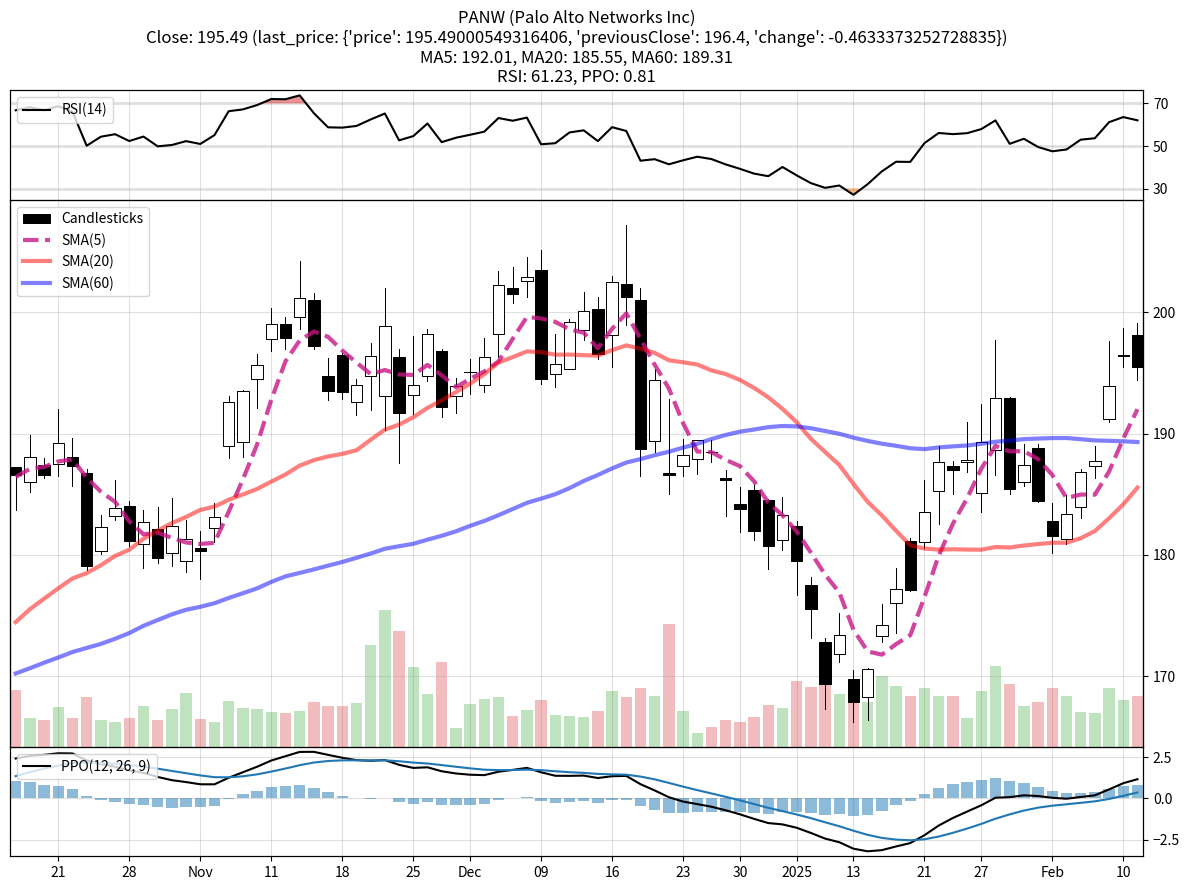 PANW (Palo Alto Networks Inc)
Close: 195.49 (last_price: {'price': 195.49000549316406, 'previousClose': 196.4, 'change': -0.4633373252728835})
MA5: 192.01, MA20: 185.55, MA60: 189.31
RSI: 61.23, PPO: 0.81
RSI(14)
70
50
30
Candlesticks
SMA(5)
SMA(20)
SMA(60)
200
190
180
170
PPO(12, 26, 9)
2.5
0.0
−2.5
21 28 Nov 11 18 25 Dec 09 16 23 30 2025 13 21 27 Feb 10